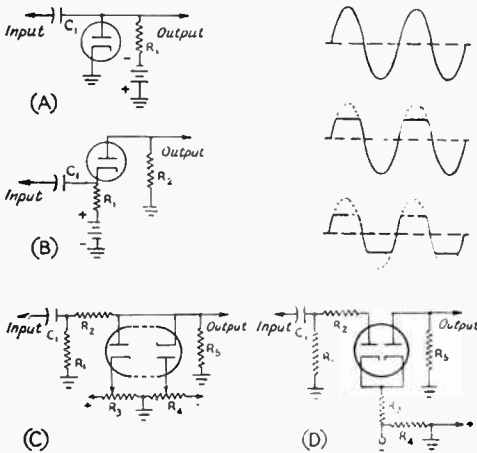 Input C₁ Output
R₁
-
+
(A)
Output
Input C₁ R₂
R₁
+
-
(B)
Input C₁ R₂ Output
R₁ R₅
+ R₃ R₄ -
(C)
Input C₁ R₂ Output
R₅
R₄ +
(D)